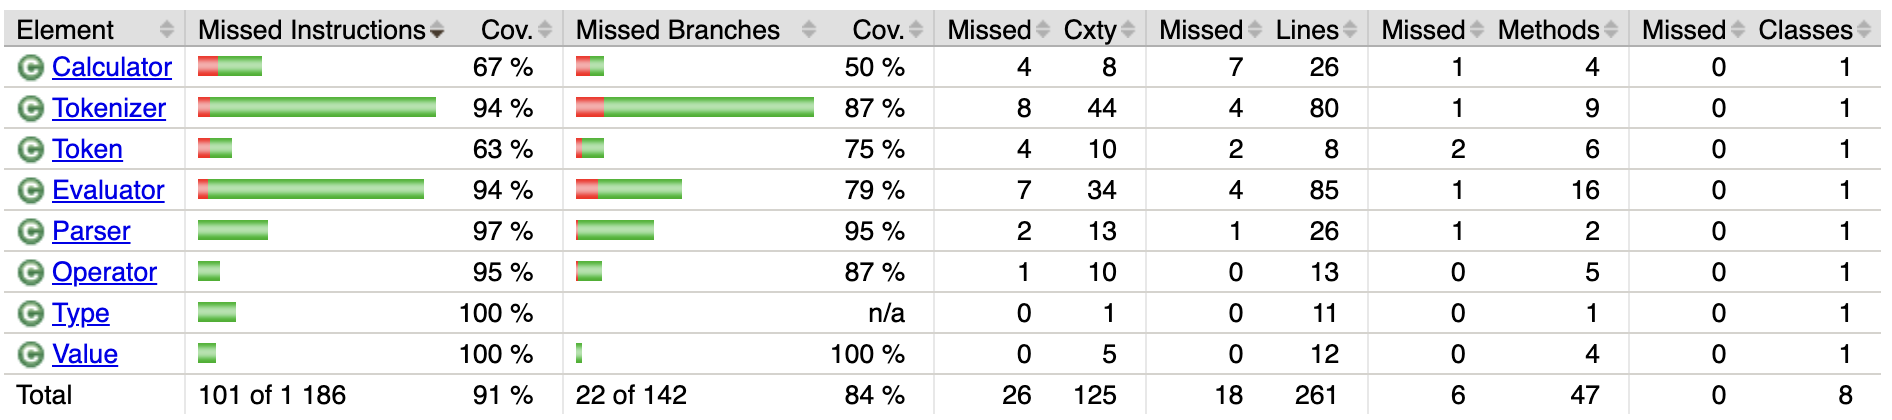 Element Missed Instructions Cov. Missed Branches Cov. Missed Cxty Missed Lines Missed Methods Missed Classes
C Calculator 67 % 50 % 4 8 7 26 1 4 0 1
C Tokenizer 94 % 87 % 8 44 4 80 1 9 0 1
C Token 63 % 75 % 4 10 2 8 2 6 0 1
C Evaluator 94 % 79 % 7 34 4 85 1 16 0 1
C Parser 97 % 95 % 2 13 1 26 1 2 0 1
C Operator 95 % 87 % 1 10 0 13 0 5 0 1
C Type 100 % n/a 0 1 0 11 0 1 0 1
C Value 100 % 100 % 0 5 0 12 0 4 0 1
Total 101 of 1 186 91 % 22 of 142 84 % 26 125 18 261 6 47 0 8